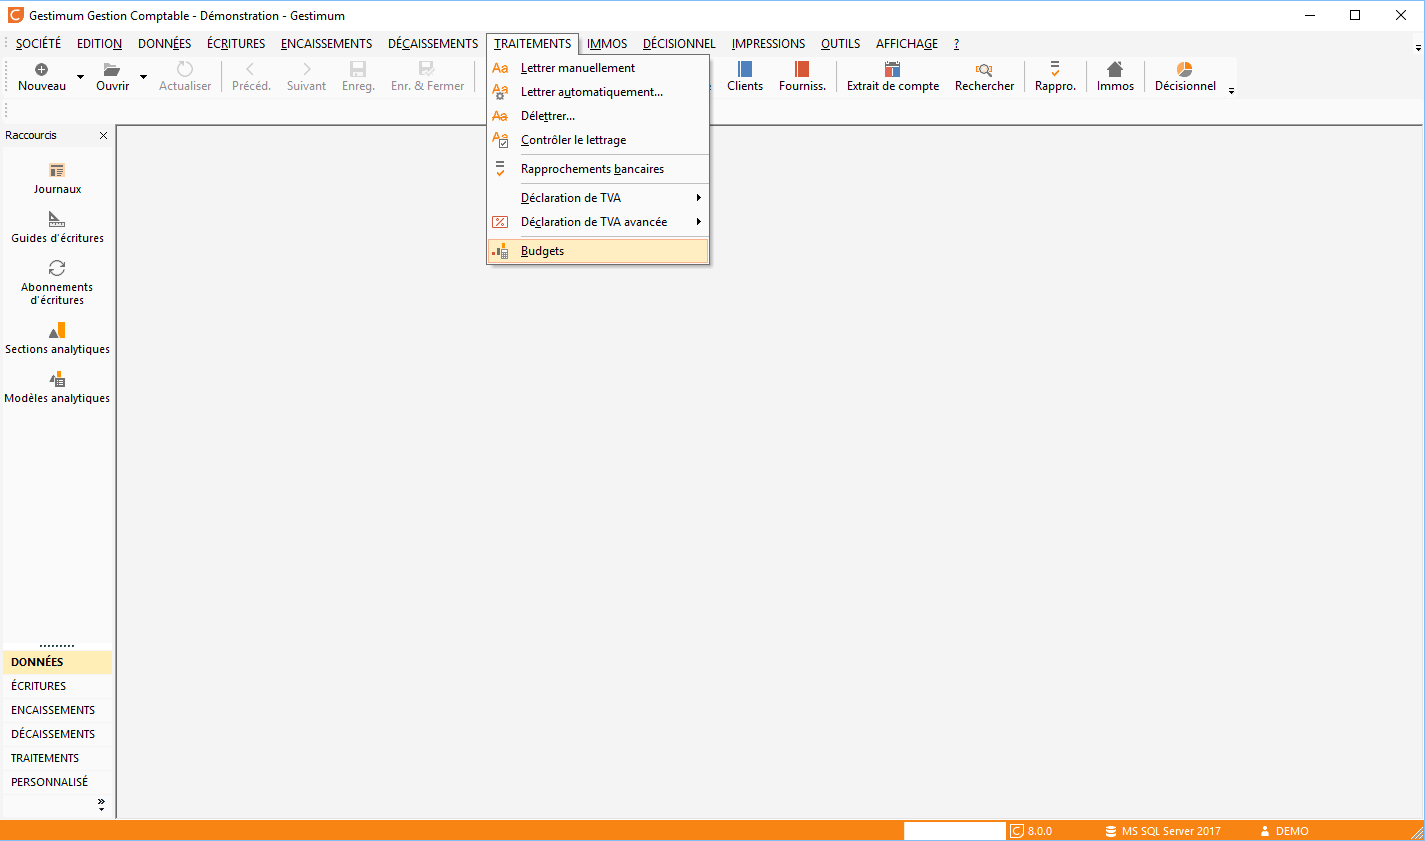 Gestimum Gestion Comptable - Démonstration - Gestimum
SOCIÉTÉ EDITION DONNÉES ÉCRITURES ENCAISSEMENTS DÉCAISSEMENTS TRAITEMENTS IMMOS DÉCISIONNEL IMPRESSIONS OUTILS AFFICHAGE ?
Nouveau Ouvrir Actualiser Précéd. Suivant Enreg. Enr. & Fermer Clients Fourniss. Extrait de compte Rechercher Rappro. Immos Décisionnel
Lettrer manuellement
Lettrer automatiquement...
Délettrer...
Contrôler le lettrage
Rapprochements bancaires
Déclaration de TVA
Déclaration de TVA avancée
Budgets
Raccourcis
Journaux
Guides d'écritures
Abonnements
d'écritures
Sections analytiques
Modèles analytiques
DONNÉES
ÉCRITURES
ENCAISSEMENTS
DÉCAISSEMENTS
TRAITEMENTS
PERSONNALISÉ
8.0.0 MS SQL Server 2017 DEMO